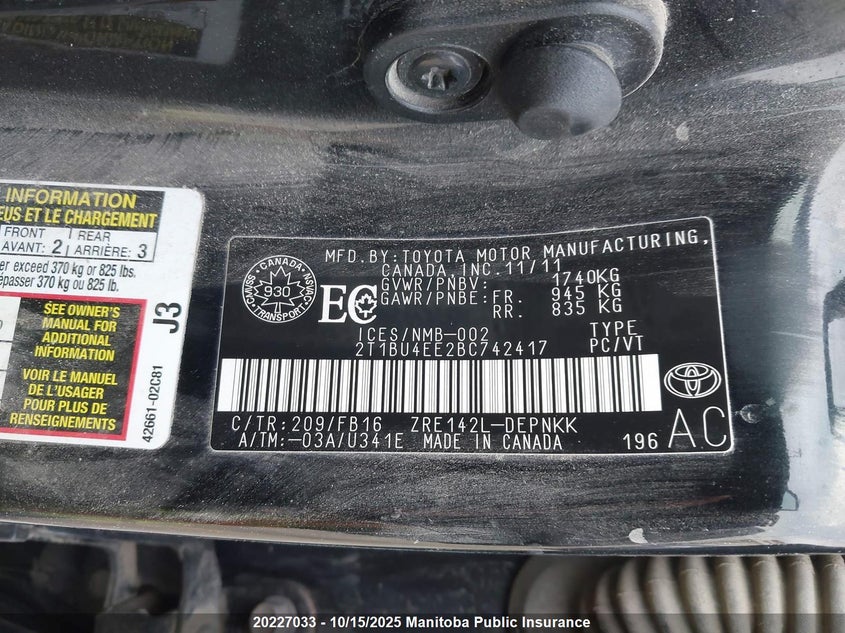 INFORMATION
EUS ET LE CHARGEMENT
FRONT REAR
AVANT: 2 ARRIÈRE: 3
er exceed 370 kg or 825 lbs.
épasser 370 kg ou 825 lb.
SEE OWNER'S
MANUAL FOR
ADDITIONAL
INFORMATION
VOIR LE MANUEL
DE L'USAGER
POUR PLUS DE
RENSEIGNEMENTS
J3
42661-02C81
MFD.BY:TOYOTA MOTOR MANUFACTURING,
CANADA, INC.11/11
GVWR/PNBV: 1740KG
GAWR/PNBE: FR. 945 KG
RR. 835 KG
CANADA
930
TRANSPORT
EC
ICES/NMB-002 TYPE
2T1BU4EE2BC742417 PC/VT
C/TR:209/FB16 ZRE142L-DEPNKK
A/TM:-03A/U341E MADE IN CANADA 196 AC
20227033 - 10/15/2025 Manitoba Public Insurance